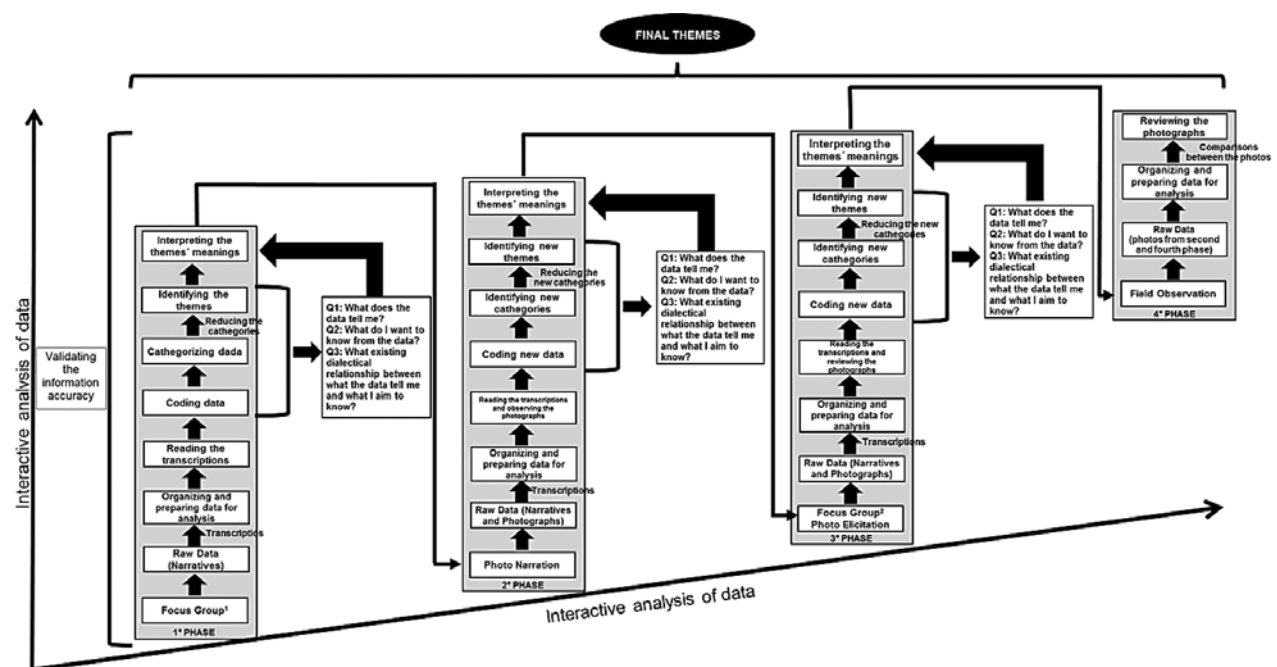 FINAL THEMES
Interactive analysis of data
Validating
the
information
accuracy
Interpreting the
themes´ meanings
Identifying the
themes
Reducing the
cathegories
Cathegorizing dada
Coding data
Reading the
transcriptions
Organizing and
preparing data for
analysis
Transcriptios
Raw Data
(Narratives)
Focus Group¹
1ª PHASE
Q1: What does the
data tell me?
Q2: What do I want to
know from the data?
Q3: What existing
dialectical
relationship between
what the data tell me
and what I aim to
know?
Interpreting the
themes´ meanings
Identifying new
themes
Reducing the
new cathegories
Identifying new
cathegories
Coding new data
Reading the transcriptions
and observing the
photographs
Organizing and
preparing data for
analysis
Transcriptions
Raw Data (Narratives
and Photographs)
Photo Narration
2ª PHASE
Q1: What does the
data tell me?
Q2: What do I want to
know from the data?
Q3: What existing
dialectical
relationship between
what the data tell me
and what I aim to
know?
Interpreting the
themes´meanings
Identifying new
themes
Reducing the new
cathegories
Identifying new
categories
Coding new data
Reading the
transcriptions and
reviewing the
photographs
Organizing and
preparing data for
analysis
Transcriptions
Raw Data (Narratives
and Photographs)
Focus Group²
Photo Elicitation
3ª PHASE
Q1: What does the
data tell me?
Q2: What do I want to
know from the data?
Q3: What existing
dialectical
relationship between
what the data tell me
and what I aim to
know?
Reviewing the
photographs
Comparisons
between the photos
Organizing and
preparing data for
analysis
Raw Data
(photos from second
and fourth phase)
Field Observation
4ª PHASE
Interactive analysis of data